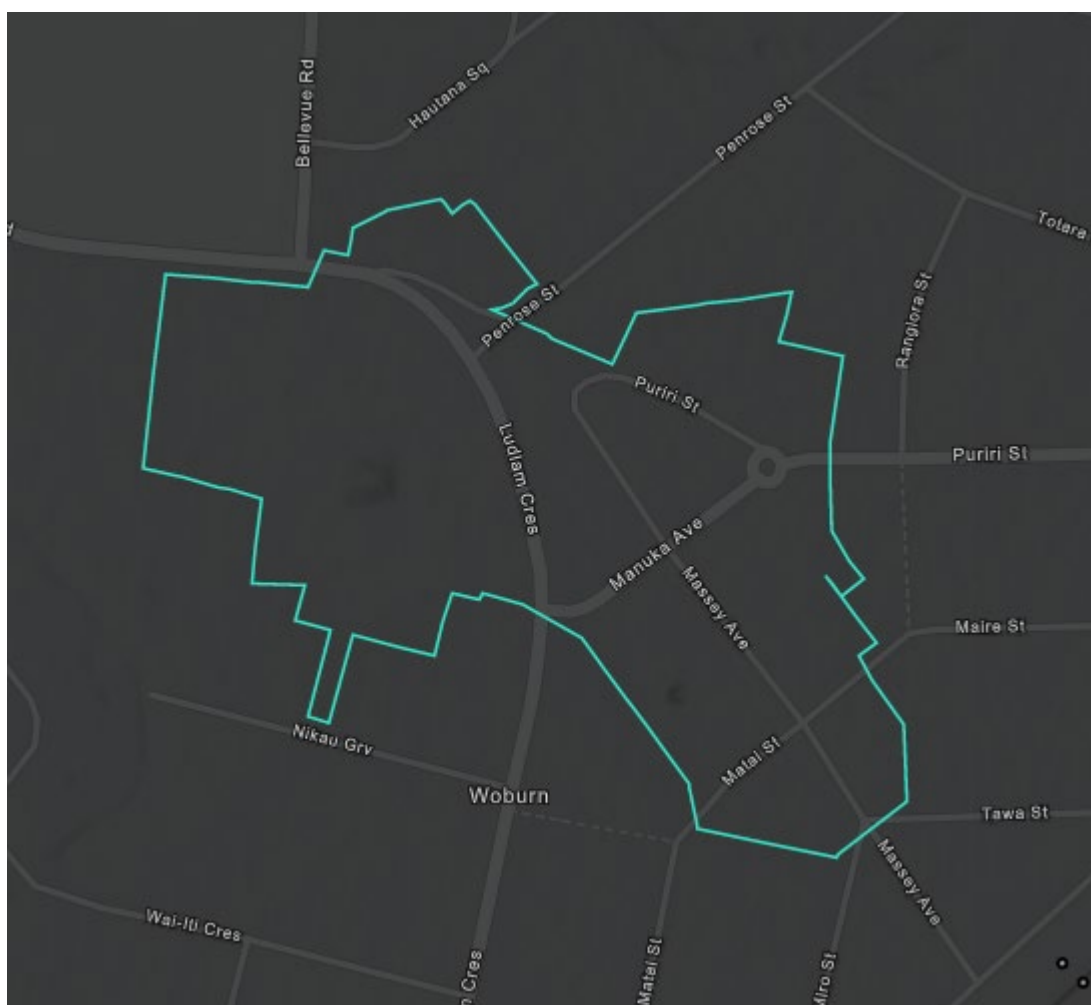 Bellevue Rd
Hautana Sq
Penrose St
Totara
d
Rangiora St
Penrose St
Puriri St
Ludlam Cres
Puriri St
Manuka Ave
Massey Ave
Maire St
Nikau Grv
Matai St
Woburn
Tawa St
Massey Ave
Wai-Iti Cres
Matai St
Miro St
n Cres